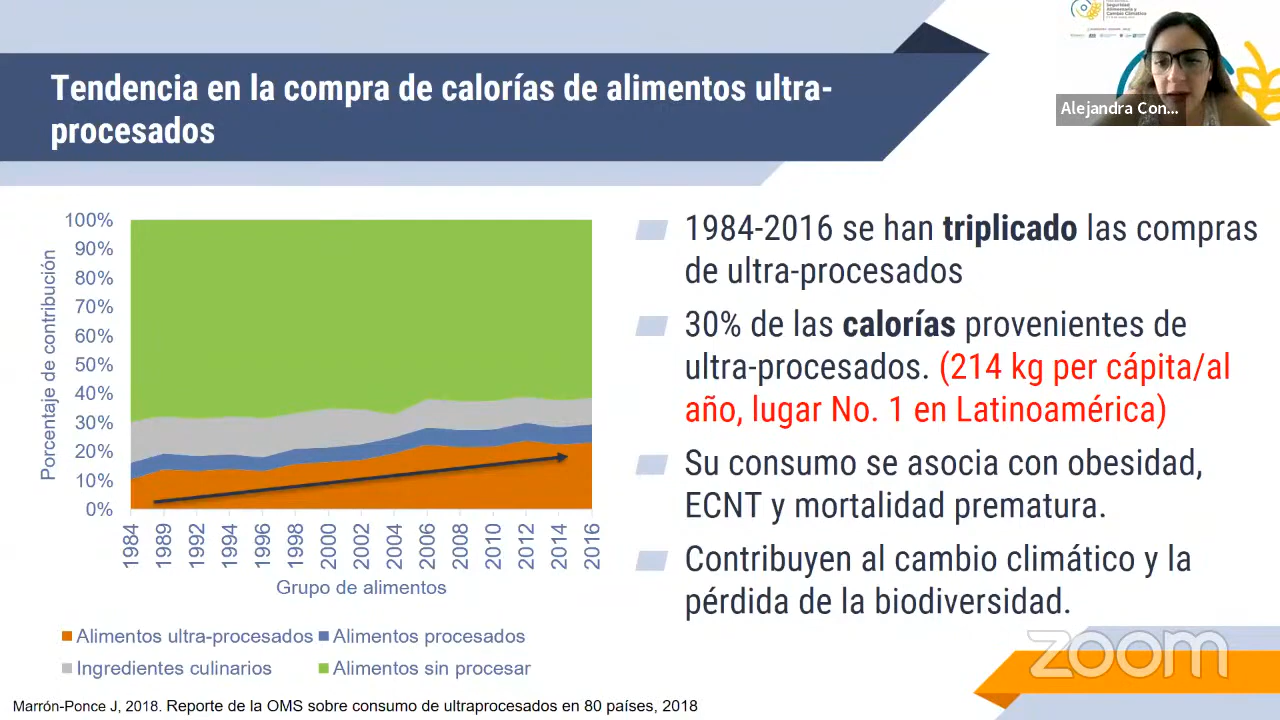 Seguridad
Alimentaria y
Cambio Climático
Alejandra Con...
Tendencia en la compra de calorías de alimentos ultra-
procesados
100%
90%
80%
70%
60%
50%
40%
30%
20%
10%
0%
Porcentaje de contribución
1984
1989
1992
1994
1996
1998
2000
2002
2004
2006
2008
2010
2012
2014
2016
Grupo de alimentos
Alimentos ultra-procesados
Alimentos procesados
Ingredientes culinarios
Alimentos sin procesar
1984-2016 se han triplicado las compras
de ultra-procesados
30% de las calorías provenientes de
ultra-procesados. (214 kg per cápita/al
año, lugar No. 1 en Latinoamérica)
Su consumo se asocia con obesidad,
ECNT y mortalidad prematura.
Contribuyen al cambio climático y la
pérdida de la biodiversidad.
zoom
Marrón-Ponce J, 2018. Reporte de la OMS sobre consumo de ultraprocesados en 80 países, 2018